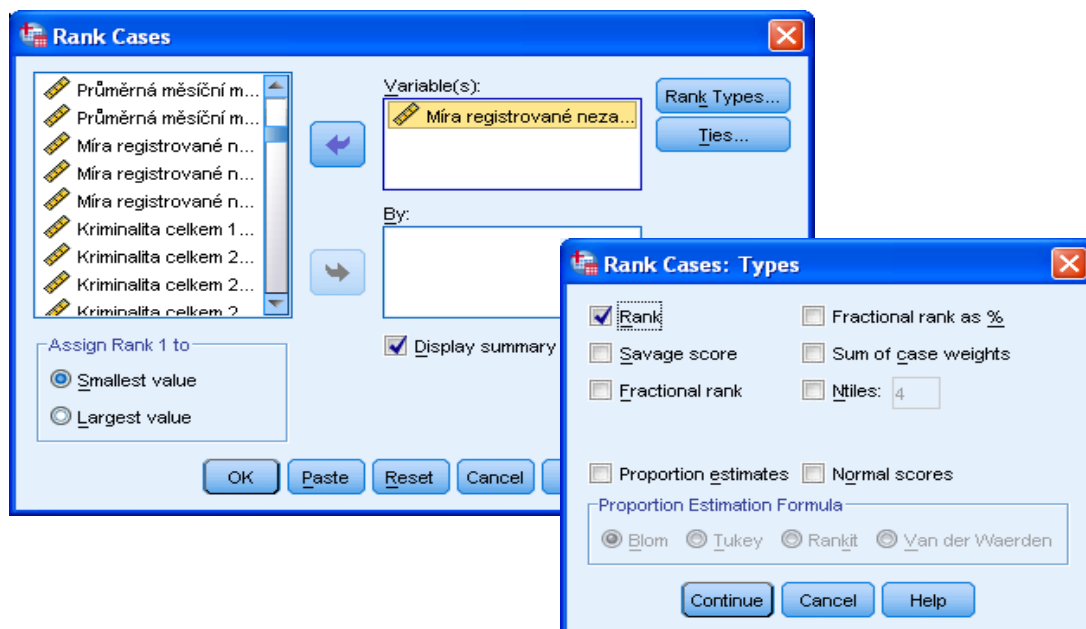 Rank Cases
Průměrná měsíční m...
Průměrná měsíční m...
Míra registrované n...
Míra registrované n...
Míra registrované n...
Kriminalita celkem 1...
Kriminalita celkem 2...
Kriminalita celkem 2...
Kriminalita celkem 2
Variable(s):
Míra registrované neza...
Rank Types...
Ties...
By:
Assign Rank 1 to
Smallest value
Largest value
Display summary
OK
Paste
Reset
Cancel
Rank Cases: Types
Rank
Fractional rank as %
Savage score
Sum of case weights
Fractional rank
Ntiles: 4
Proportion estimates
Normal scores
Proportion Estimation Formula
Blom
Tukey
Rankit
Van der Waerden
Continue
Cancel
Help